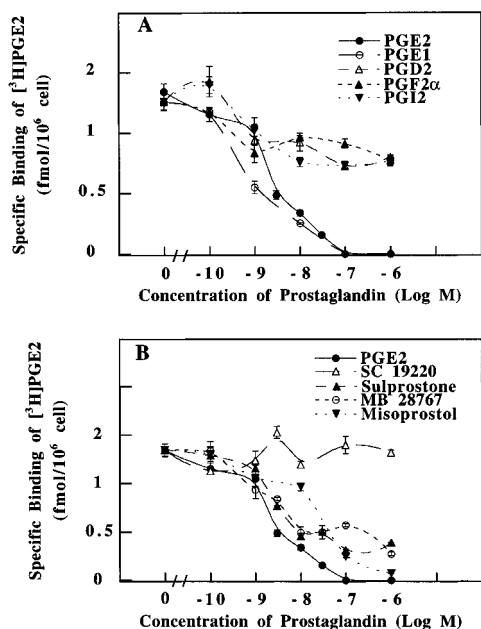 A
PGE2
PGE1
PGD2
PGF2α
PGI2
Specific Binding of [³H]PGE2
(fmol/10⁶ cell)
2
1
0.5
0
0 -10 -9 -8 -7 -6
Concentration of Prostaglandin (Log M)
B
PGE2
SC 19220
Sulprostone
MB 28767
Misoprostol
Specific Binding of [³H]PGE2
(fmol/10⁶ cell)
2
1
0.5
0
0 -10 -9 -8 -7 -6
Concentration of Prostaglandin (Log M)